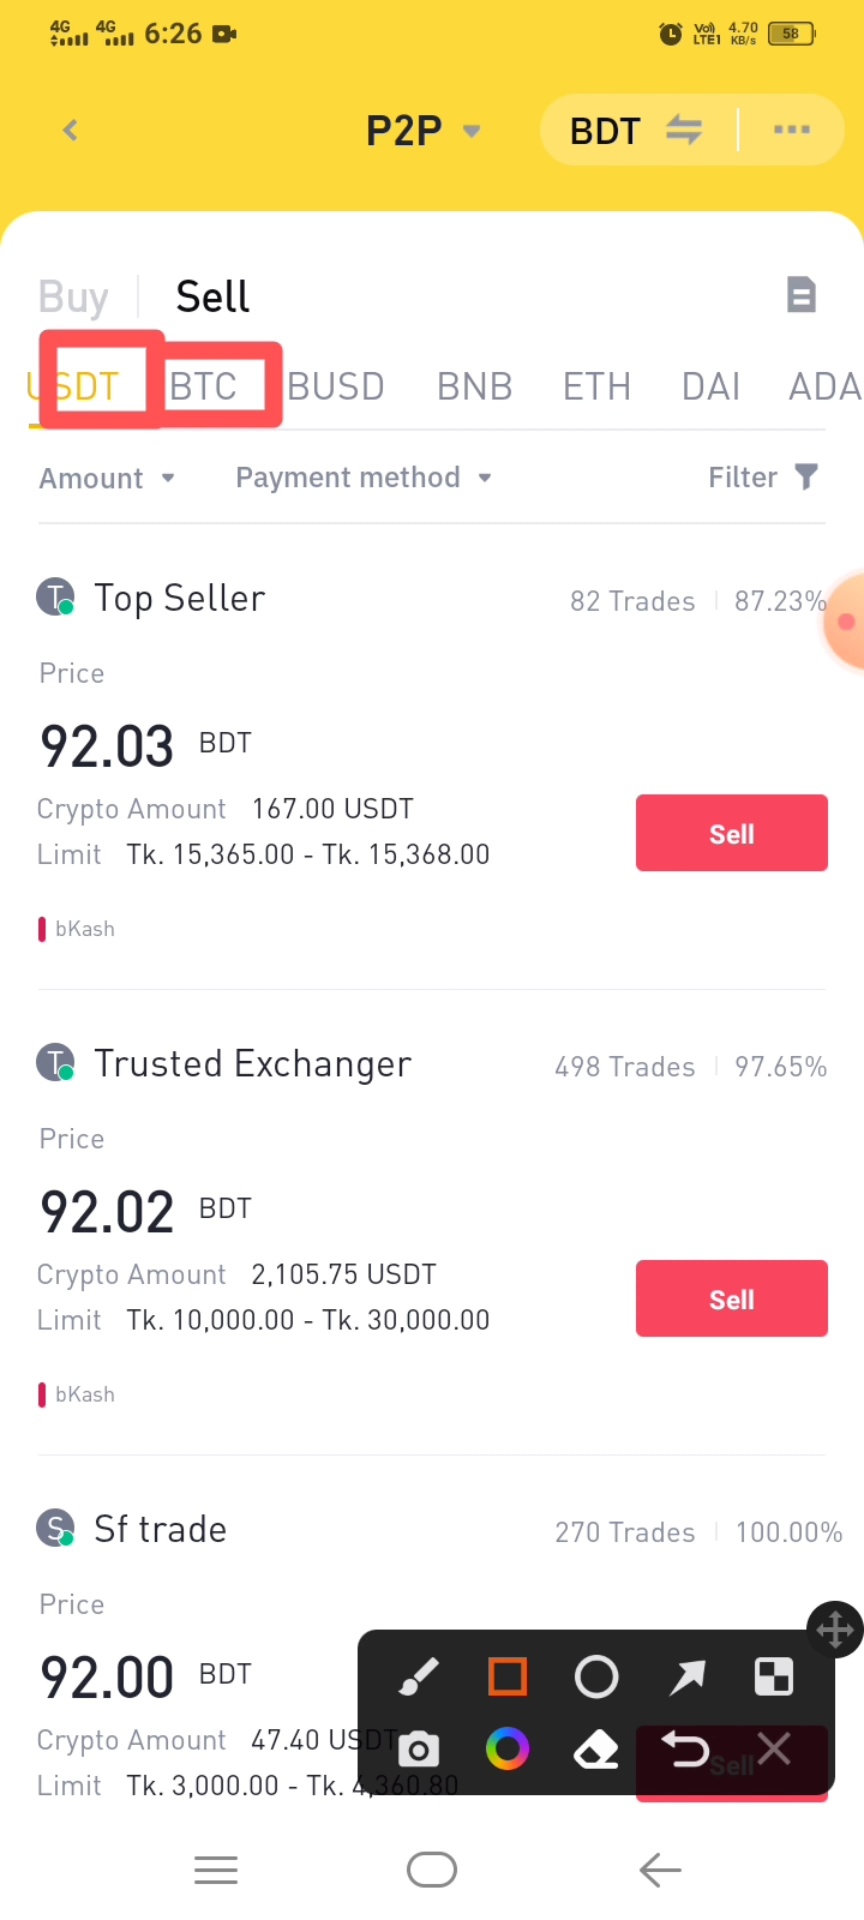 4G 4G 6:26 Vo) LTE1 4.70 KB/s 58
P2P BDT
Buy Sell
USDT BTC BUSD BNB ETH DAI ADA
Amount Payment method Filter
T Top Seller 82 Trades 87.23%
Price
92.03 BDT
Crypto Amount 167.00 USDT
Limit Tk. 15,365.00 - Tk. 15,368.00
Sell
bKash
T Trusted Exchanger 498 Trades 97.65%
Price
92.02 BDT
Crypto Amount 2,105.75 USDT
Limit Tk. 10,000.00 - Tk. 30,000.00
Sell
bKash
S Sf trade 270 Trades 100.00%
Price
92.00 BDT
Crypto Amount 47.40 USDT
Limit Tk. 3,000.00 - Tk. 4,360.80
Sell